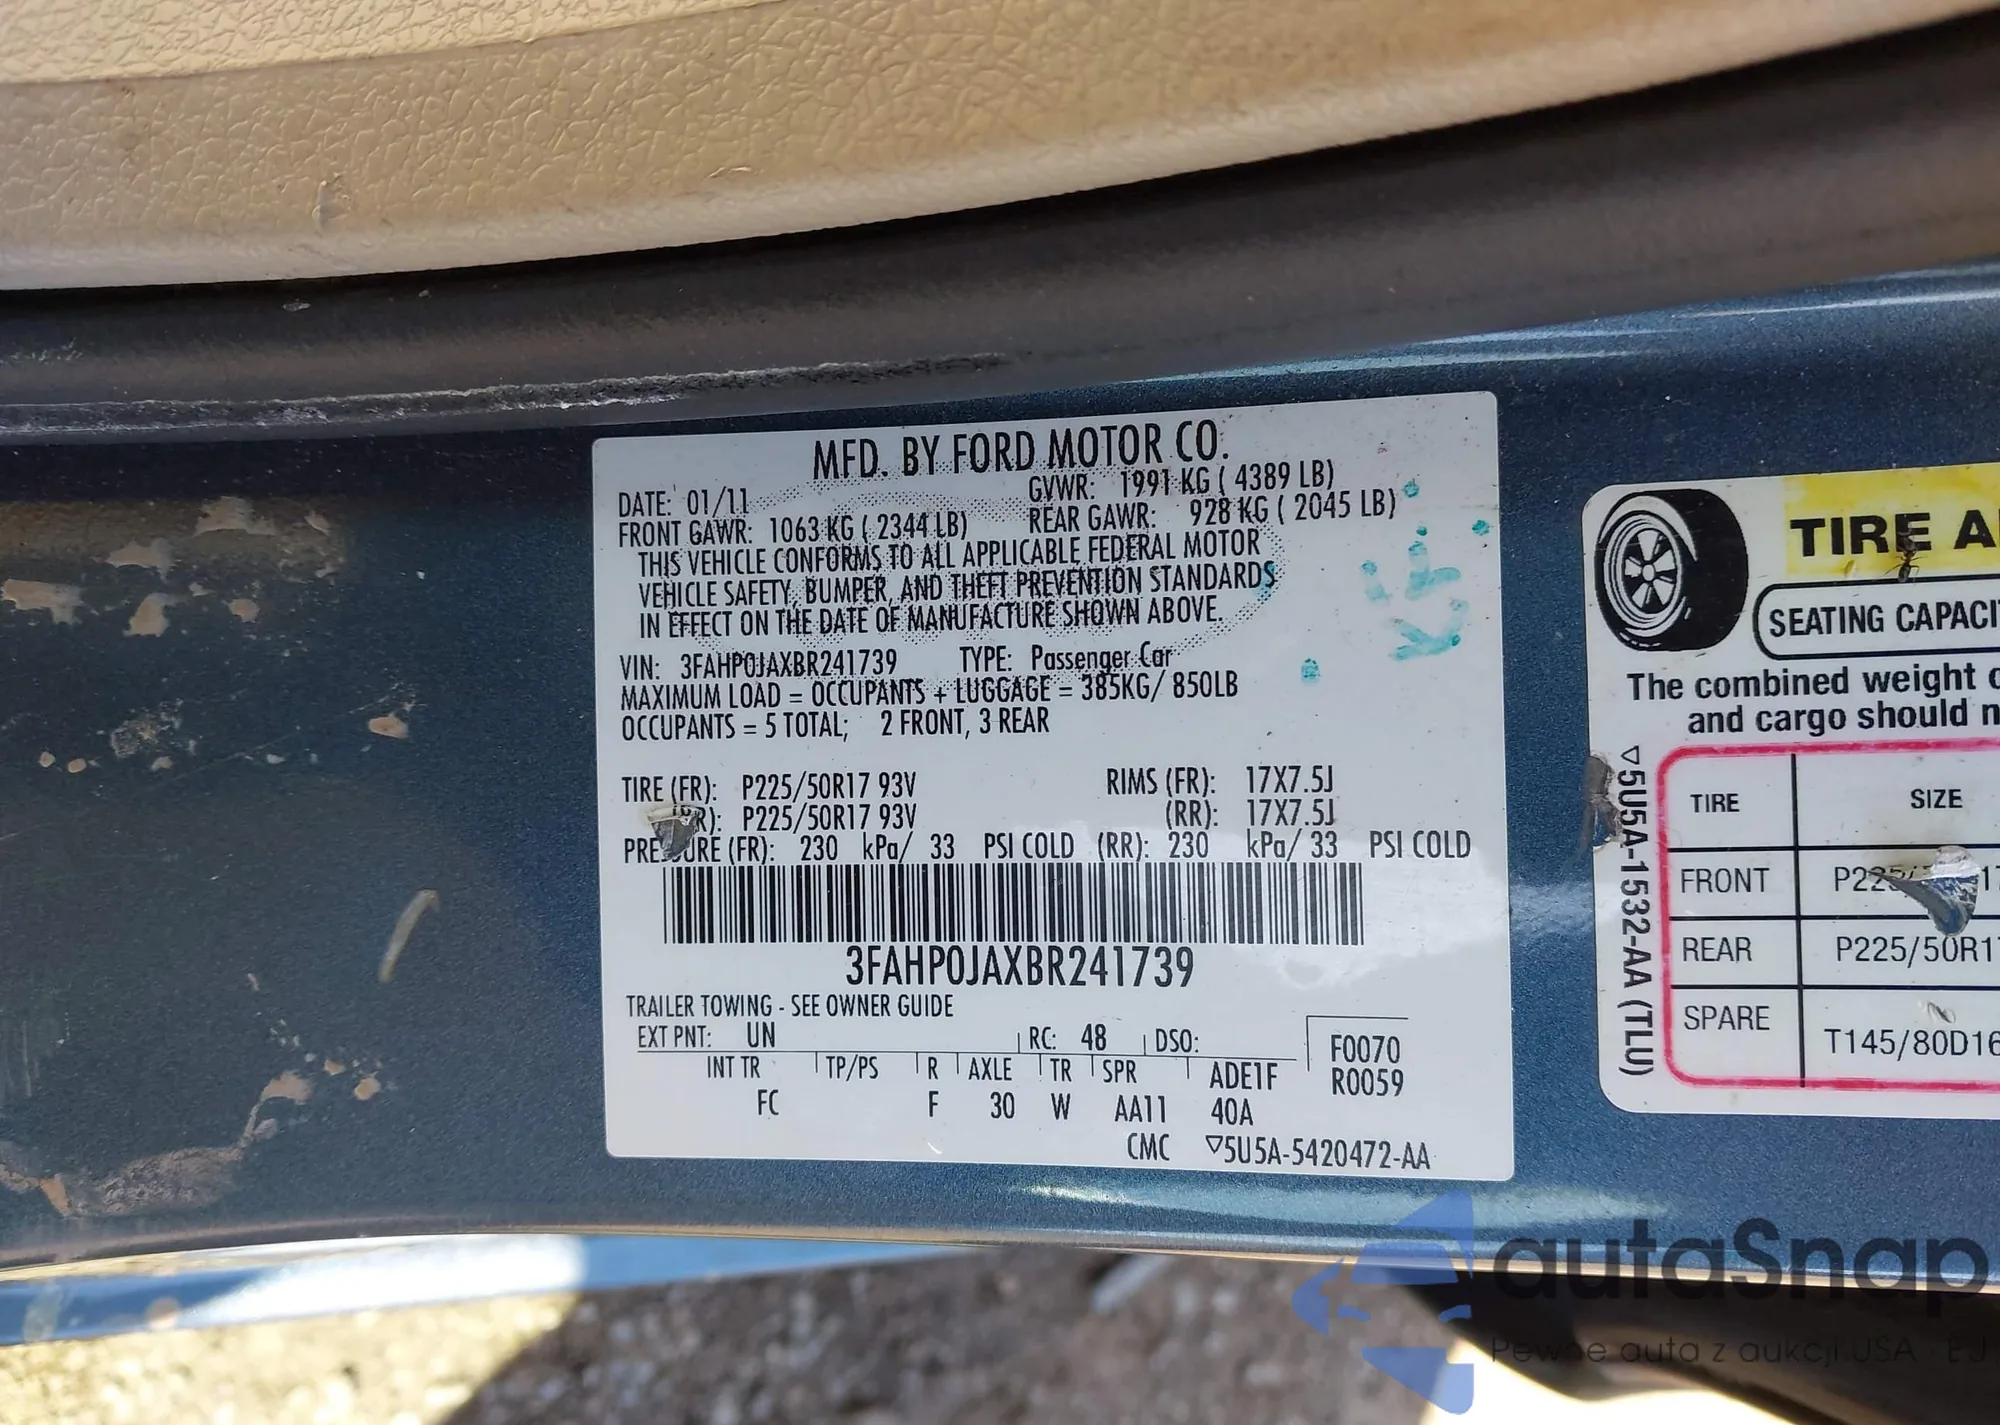 MFD. BY FORD MOTOR CO.
DATE: 01/11 GVWR: 1991 KG ( 4389 LB)
FRONT GAWR: 1063 KG ( 2344 LB) REAR GAWR: 928 KG ( 2045 LB)
THIS VEHICLE CONFORMS TO ALL APPLICABLE FEDERAL MOTOR
VEHICLE SAFETY, BUMPER, AND THEFT PREVENTION STANDARDS
IN EFFECT ON THE DATE OF MANUFACTURE SHOWN ABOVE.
VIN: 3FAHP0JAXBR241739 TYPE: Passenger Car
MAXIMUM LOAD = OCCUPANTS + LUGGAGE = 385KG/ 850LB
OCCUPANTS = 5 TOTAL; 2 FRONT, 3 REAR
TIRE (FR): P225/50R17 93V RIMS (FR): 17X7.5J
P225/50R17 93V (RR): 17X7.5J
PRESSURE (FR): 230 kPa/ 33 PSI COLD (RR): 230 kPa/ 33 PSI COLD
3FAHP0JAXBR241739
TRAILER TOWING - SEE OWNER GUIDE
EXT PNT: UN RC: 48 DSO:
F0070
R0059
INT TR TP/PS R AXLE TR SPR ADE1F
FC F 30 W AA11 40A
CMC ▽5U5A-5420472-AA
TIRE A
SEATING CAPACI
The combined weight o
and cargo should n
▽5U5A-1532-AA (TLU)
TIRE SIZE
FRONT
REAR P225/50R1
SPARE T145/80D16
autaSnap
Pewne auta z aukcji USA